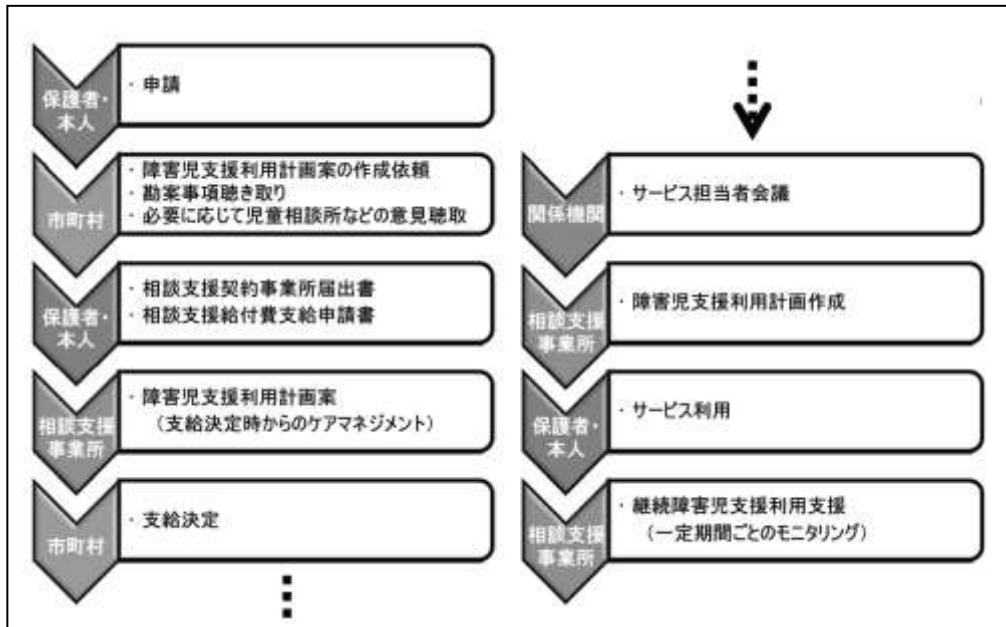 保護者・
本人
・ 申請
市町村
・ 障害児支援利用計画案の作成依頼
・ 勘案事項聴き取り
・ 必要に応じて児童相談所などの意見聴取
保護者・
本人
・ 相談支援契約事業所届出書
・ 相談支援給付費支給申請書
相談支援
事業所
・ 障害児支援利用計画案
（支給決定時からのケアマネジメント）
市町村
・ 支給決定
関係機関
・ サービス担当者会議
相談支援
事業所
・ 障害児支援利用計画作成
保護者・
本人
・ サービス利用
相談支援
事業所
・ 継続障害児支援利用支援
（一定期間ごとのモニタリング）